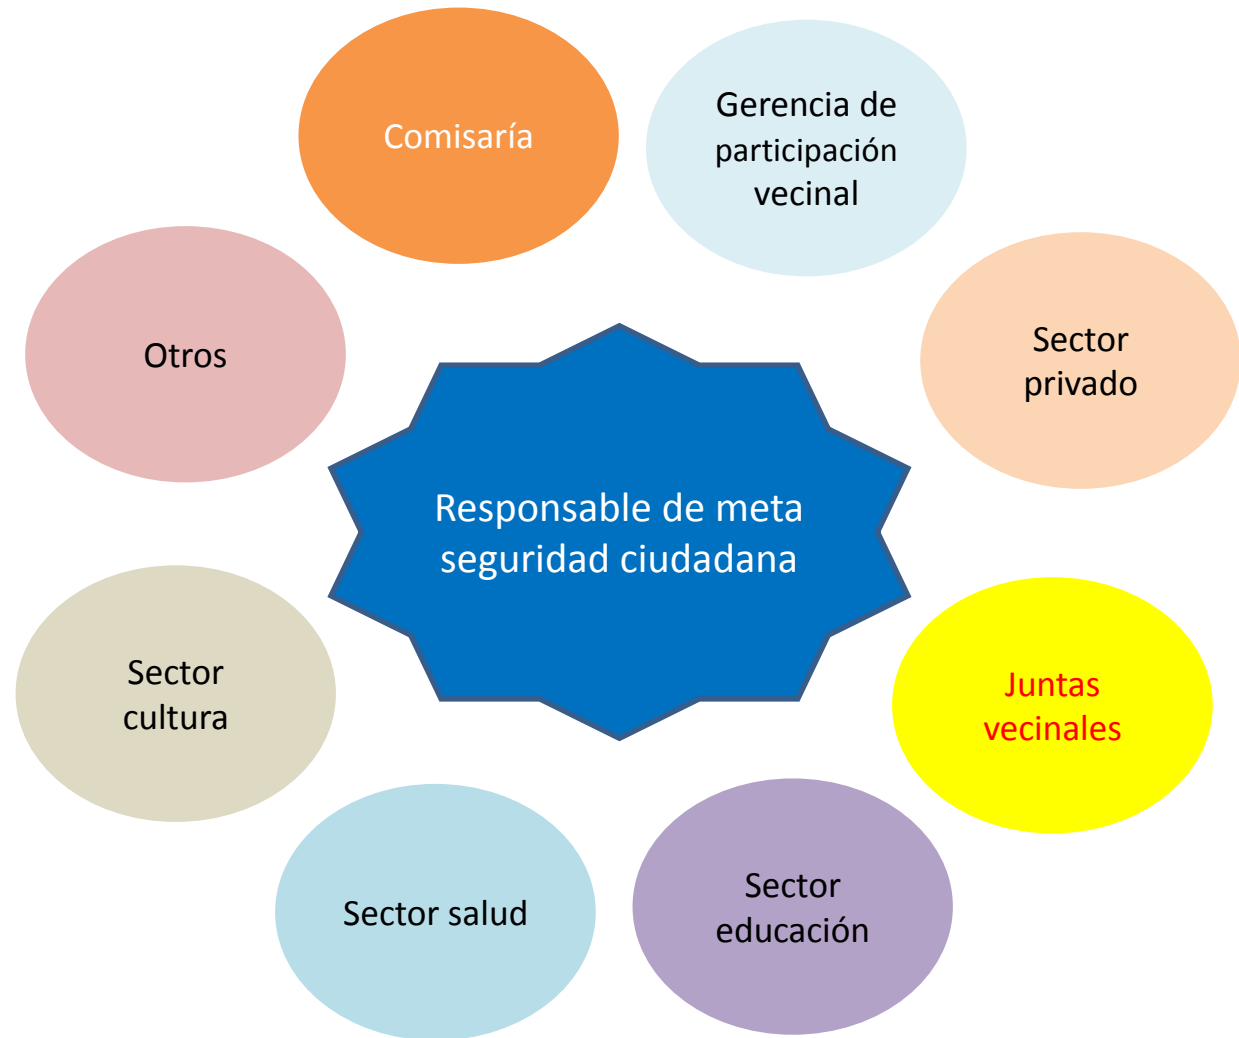 Comisaría
Gerencia de
participación
vecinal
Otros
Sector
privado
Responsable de meta
seguridad ciudadana
Sector
cultura
Juntas
vecinales
Sector salud
Sector
educación